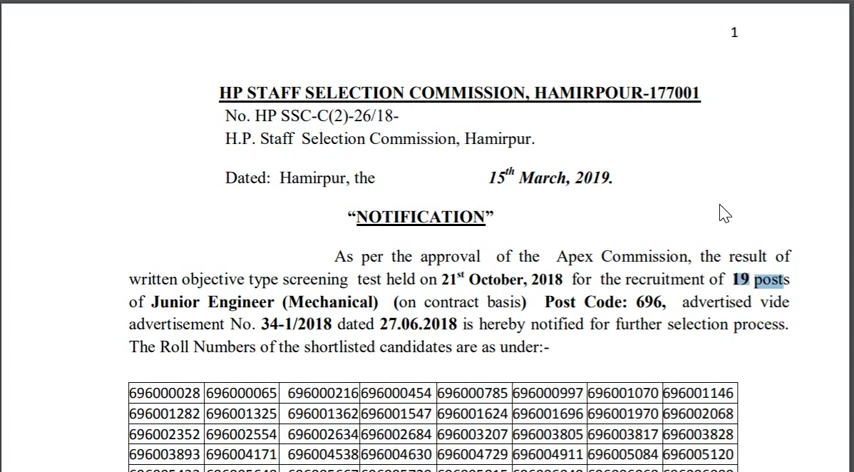 1
HP STAFF SELECTION COMMISSION, HAMIRPOUR-177001
No. HP SSC-C(2)-26/18-
H.P. Staff Selection Commission, Hamirpur.
Dated: Hamirpur, the 15th March, 2019.
“NOTIFICATION”
As per the approval of the Apex Commission, the result of
written objective type screening test held on 21st October, 2018 for the recruitment of 19 posts
of Junior Engineer (Mechanical) (on contract basis) Post Code: 696, advertised vide
advertisement No. 34-1/2018 dated 27.06.2018 is hereby notified for further selection process.
The Roll Numbers of the shortlisted candidates are as under:-
696000028 696000065 696000216 696000454 696000785 696000997 696001070 696001146
696001282 696001325 696001362 696001547 696001624 696001696 696001970 696002068
696002352 696002554 696002634 696002684 696003207 696003805 696003817 696003828
696003893 696004171 696004538 696004630 696004729 696004911 696005084 696005120